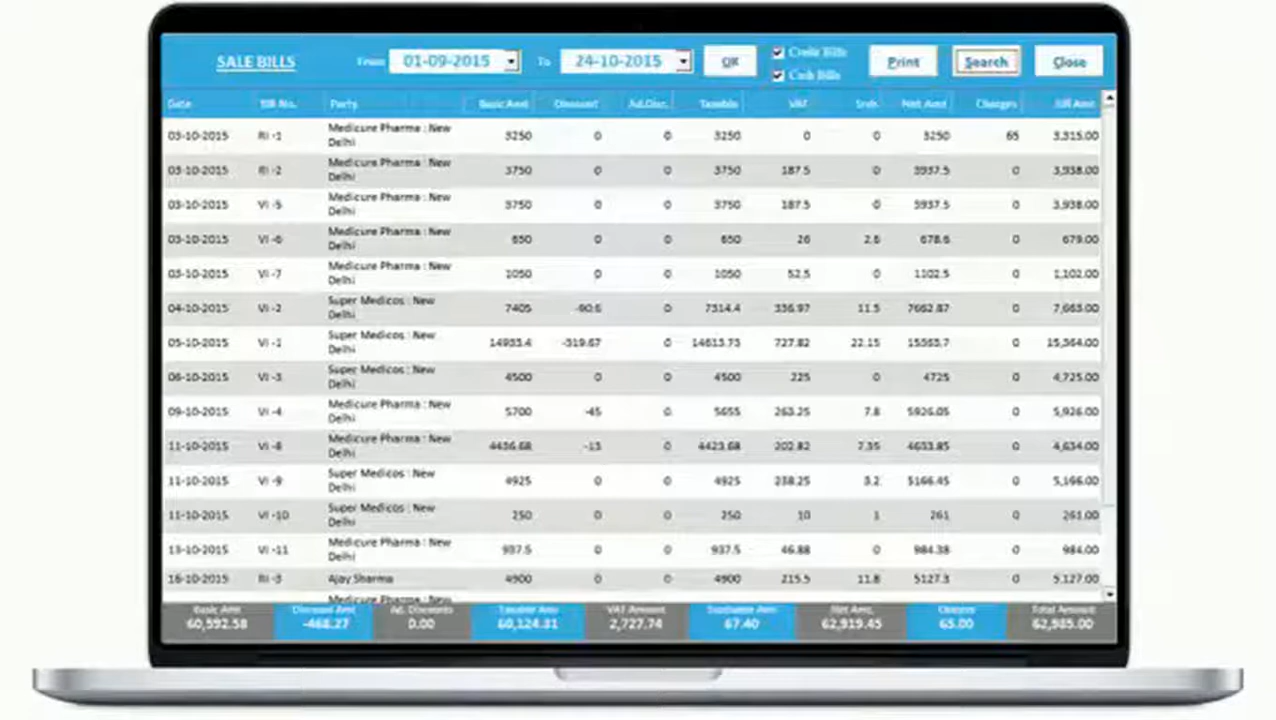 SALE BILLS From 01-09-2015 To 24-10-2015 OK Credit Bills Cash Bills Print Search Close
Date Bill No. Party Basic Amt Discount Ad.Disc. Taxable VAT Net Amt Charges Bill Amt
03-10-2015 RI -1 Medicure Pharma : New Delhi 3250 0 0 3250 0 0 3250 65 3,315.00
03-10-2015 RI -2 Medicure Pharma : New Delhi 3750 0 0 3750 187.5 0 3937.5 0 3,938.00
03-10-2015 VI -5 Medicure Pharma : New Delhi 3750 0 0 3750 187.5 0 3937.5 0 3,938.00
03-10-2015 VI -6 Medicure Pharma : New Delhi 650 0 0 650 26 2.6 678.6 0 679.00
03-10-2015 VI -7 Medicure Pharma : New Delhi 1050 0 0 1050 52.5 0 1102.5 0 1,102.00
04-10-2015 VI -2 Super Medicos : New Delhi 7405 -90.6 0 7314.4 336.97 11.5 7662.87 0 7,663.00
05-10-2015 VI -1 Super Medicos : New Delhi 14933.4 -319.67 0 14613.73 727.82 22.15 15363.7 0 15,364.00
06-10-2015 VI -3 Super Medicos : New Delhi 4500 0 0 4500 225 0 4725 0 4,725.00
09-10-2015 VI -4 Medicure Pharma : New Delhi 5700 -45 0 5655 263.25 7.8 5926.05 0 5,926.00
11-10-2015 VI -8 Medicure Pharma : New Delhi 4436.68 -13 0 4423.68 202.82 7.35 4633.85 0 4,634.00
11-10-2015 VI -9 Super Medicos : New Delhi 4925 0 0 4925 238.25 3.2 5166.45 0 5,166.00
11-10-2015 VI -10 Super Medicos : New Delhi 250 0 0 250 10 1 261 0 261.00
13-10-2015 VI -11 Medicure Pharma : New Delhi 937.5 0 0 937.5 46.88 0 984.38 0 984.00
16-10-2015 RI -3 Ajay Sharma 4900 0 0 4900 215.5 11.8 5127.3 0 5,127.00
Medicure Pharma : New
Basic Amt Discount Amt Ad. Discounts Taxable Amt VAT Amount Net Amt. Charges Total Amount
60,592.58 -468.27 0.00 60,124.31 2,727.74 67.40 62,919.45 65.00 62,985.00